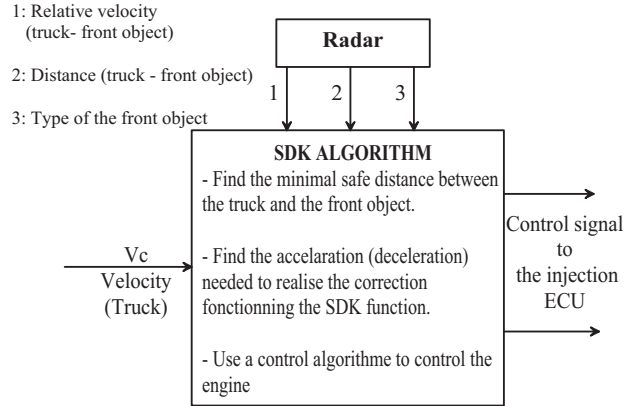 1: Relative velocity
(truck- front object)
2: Distance (truck - front object)
3: Type of the front object
Radar
1
2
3
SDK ALGORITHM
- Find the minimal safe distance between
the truck and the front object.
- Find the accelaration (deceleration)
needed to realise the correction
fonctionning the SDK function.
- Use a control algorithme to control the
engine
Vc
Velocity
(Truck)
Control signal
to
the injection
ECU